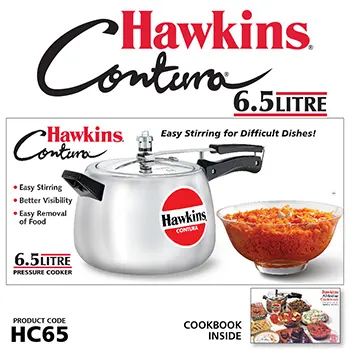 Hawkins®
Contura®
6.5 LITRE
Hawkins®
Contura
Easy Stirring for Difficult Dishes!
• Easy Stirring
• Better Visibility
• Easy Removal
of Food
Hawkins
CONTURA
6.5 LITRE
PRESSURE COOKER
PRODUCT CODE
HC65
COOKBOOK
INSIDE
Hawkins